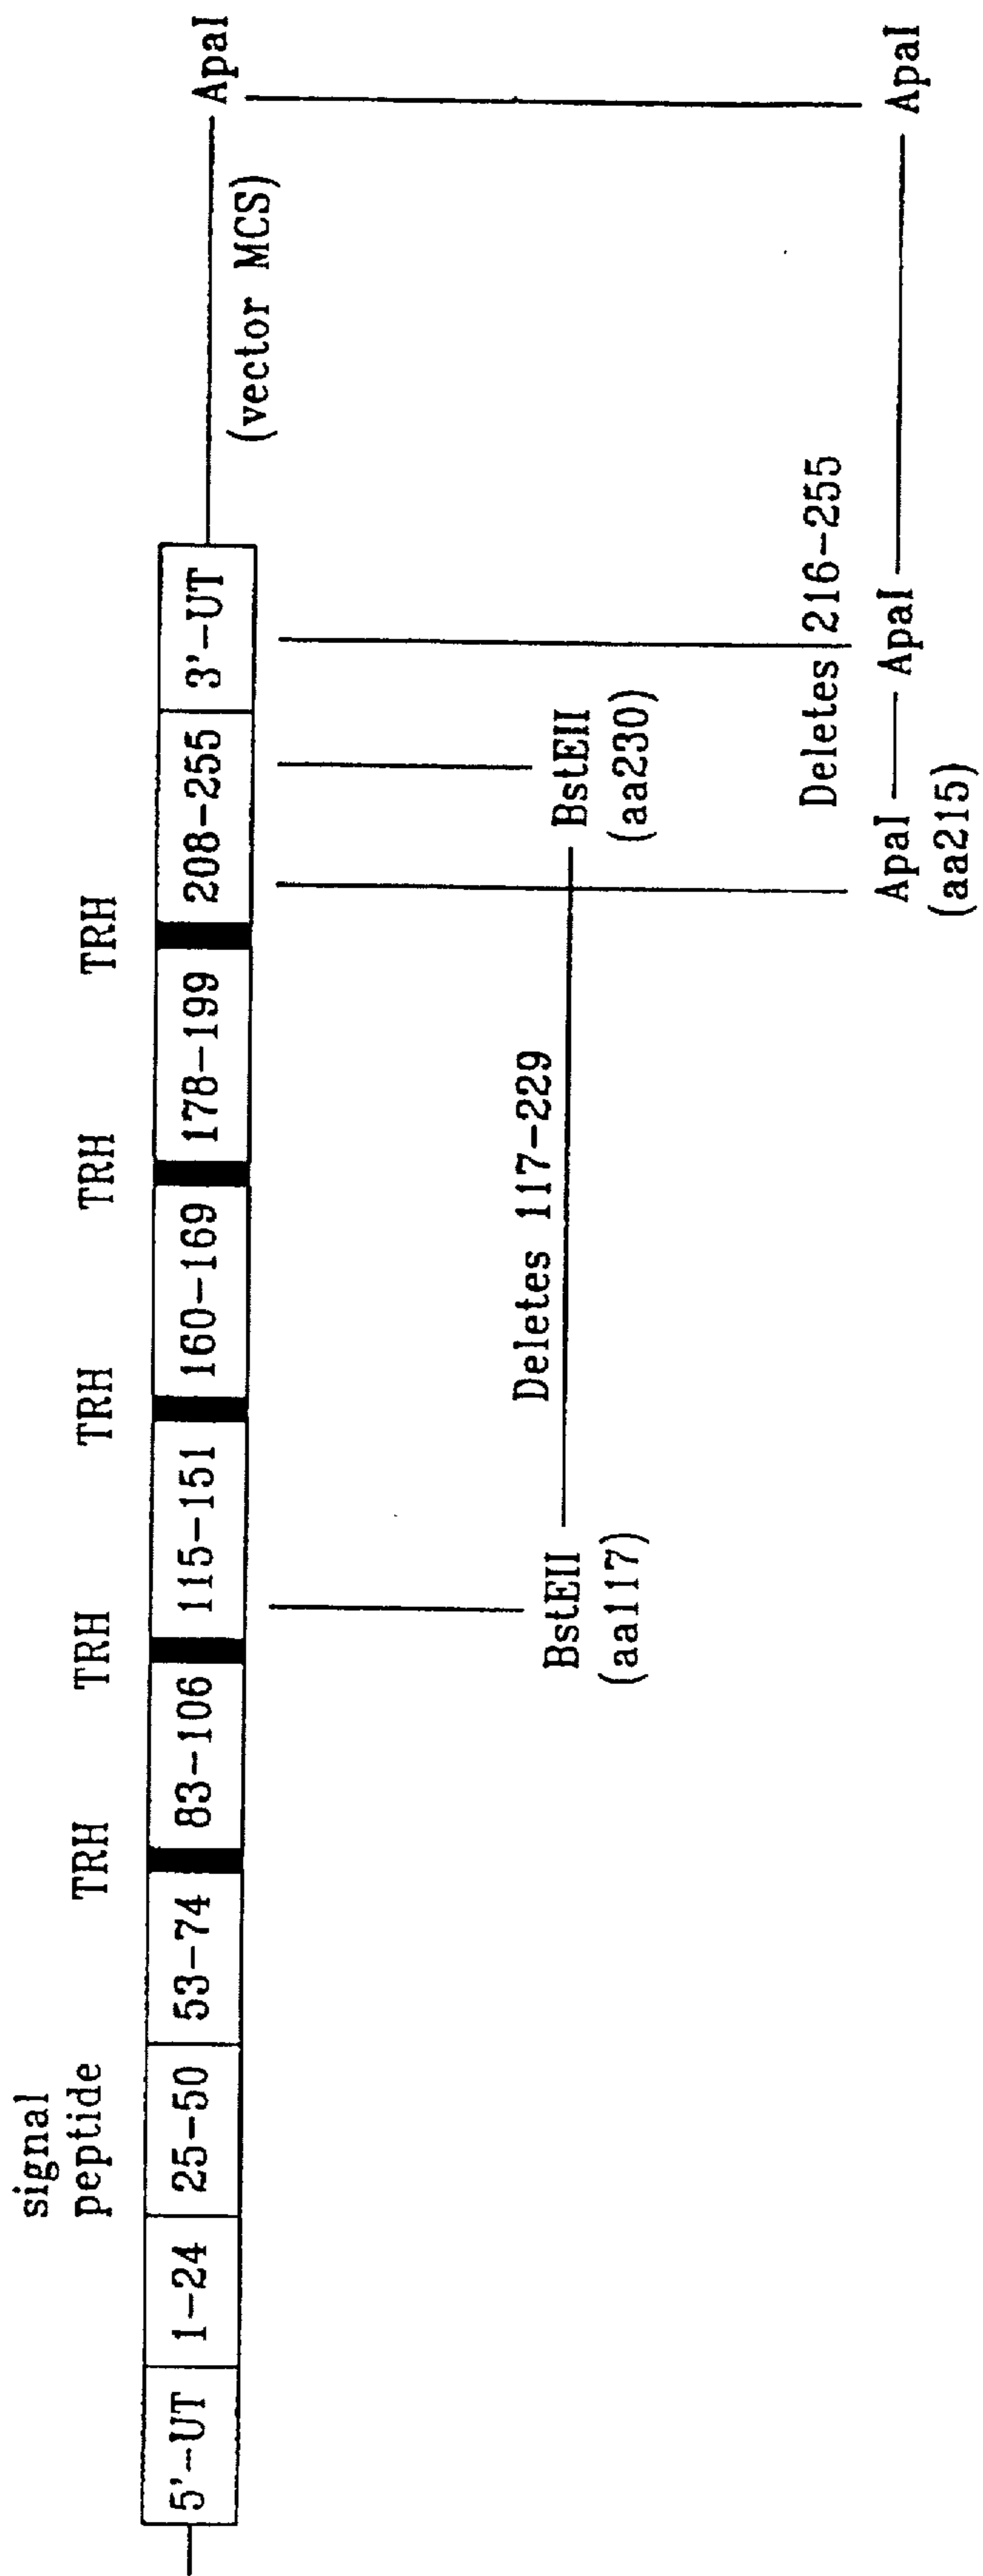 signal
peptide
TRH
TRH
TRH
TRH
TRH
5'-UT
1-24
25-50
53-74
83-106
115-151
160-169
178-199
208-255
3'-UT
ApaI
(vector MCS)
Deletes 117-229
BstEII
(aa117)
BstEII
(aa230)
Deletes 216-255
ApaI
(aa215)
ApaI
ApaI